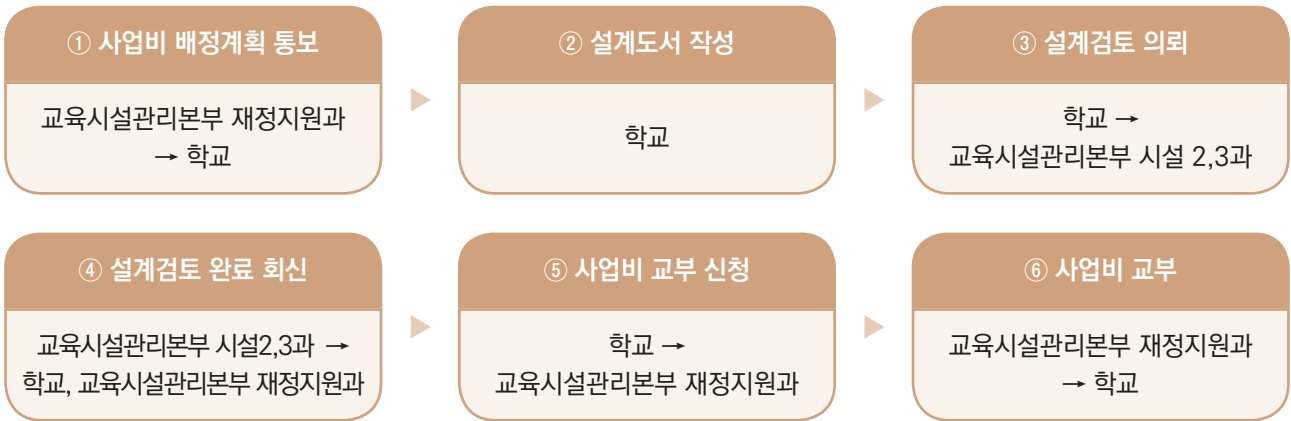 ① 사업비 배정계획 통보
교육시설관리본부 재정지원과
→ 학교
② 설계도서 작성
학교
③ 설계검토 의뢰
학교 →
교육시설관리본부 시설 2,3과
④ 설계검토 완료 회신
교육시설관리본부 시설2,3과 →
학교, 교육시설관리본부 재정지원과
⑤ 사업비 교부 신청
학교 →
교육시설관리본부 재정지원과
⑥ 사업비 교부
교육시설관리본부 재정지원과
→ 학교